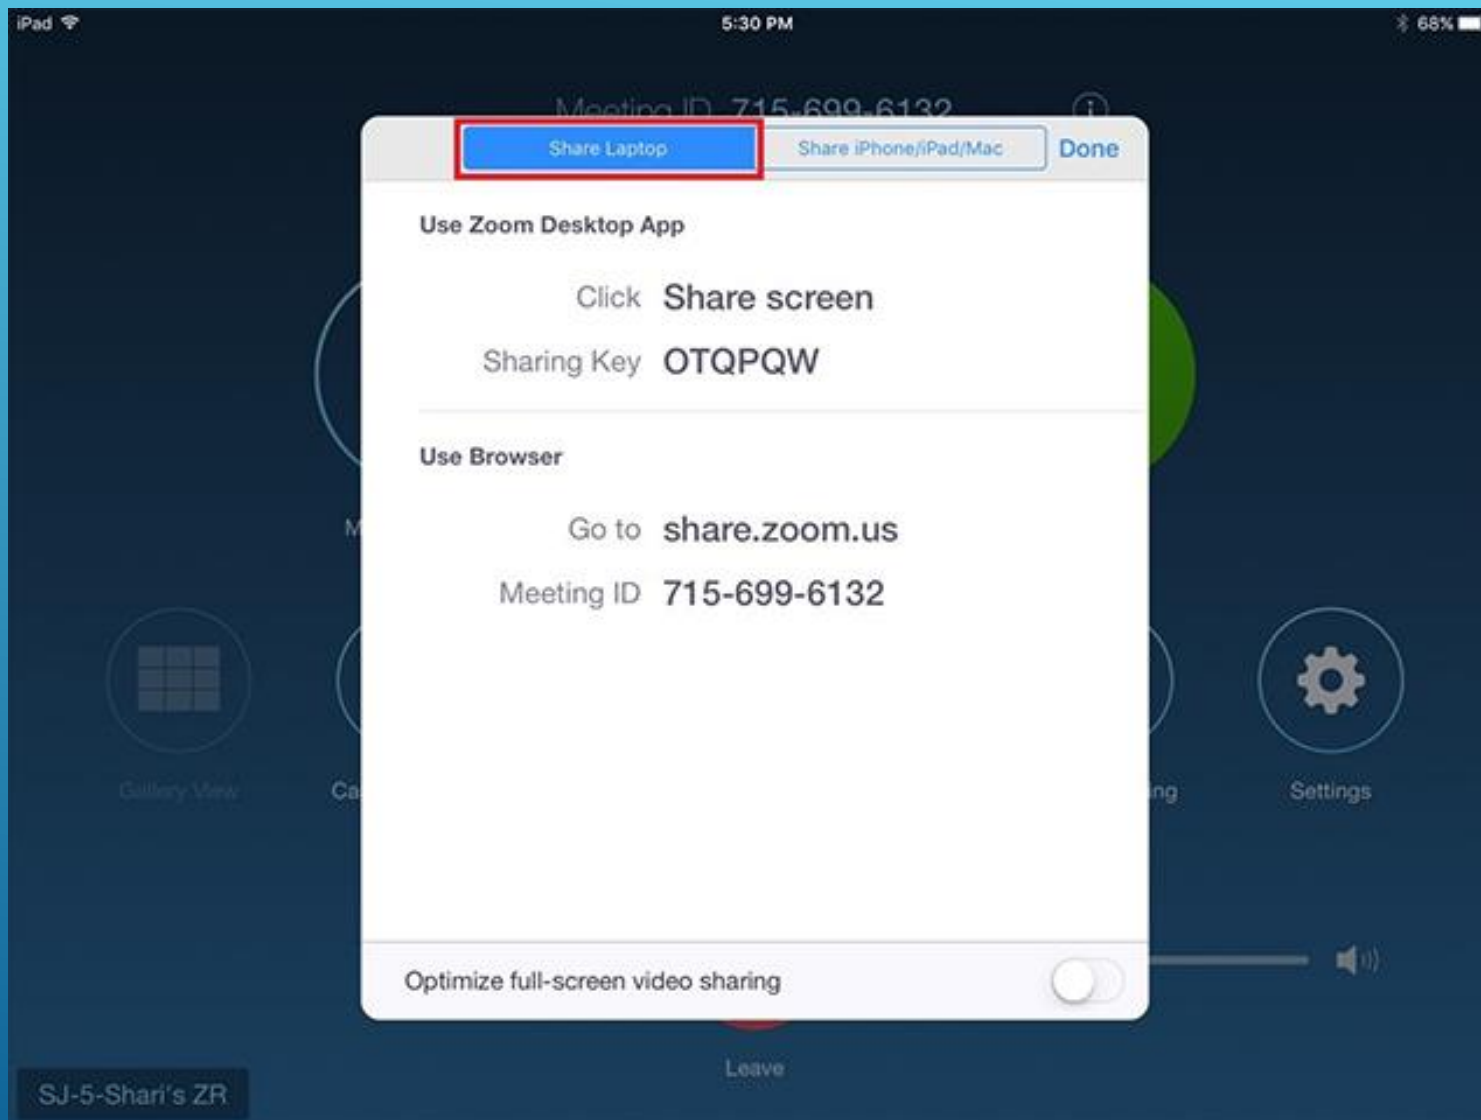 iPad 5:30 PM 68%
Meeting ID 715-699-6132
Share Laptop Share iPhone/iPad/Mac Done
Use Zoom Desktop App
Click Share screen
Sharing Key OTQPQW
Use Browser
Go to share.zoom.us
Meeting ID 715-699-6132
Gallery View Ca ing Settings
Optimize full-screen video sharing
Leave
SJ-5-Shari's ZR